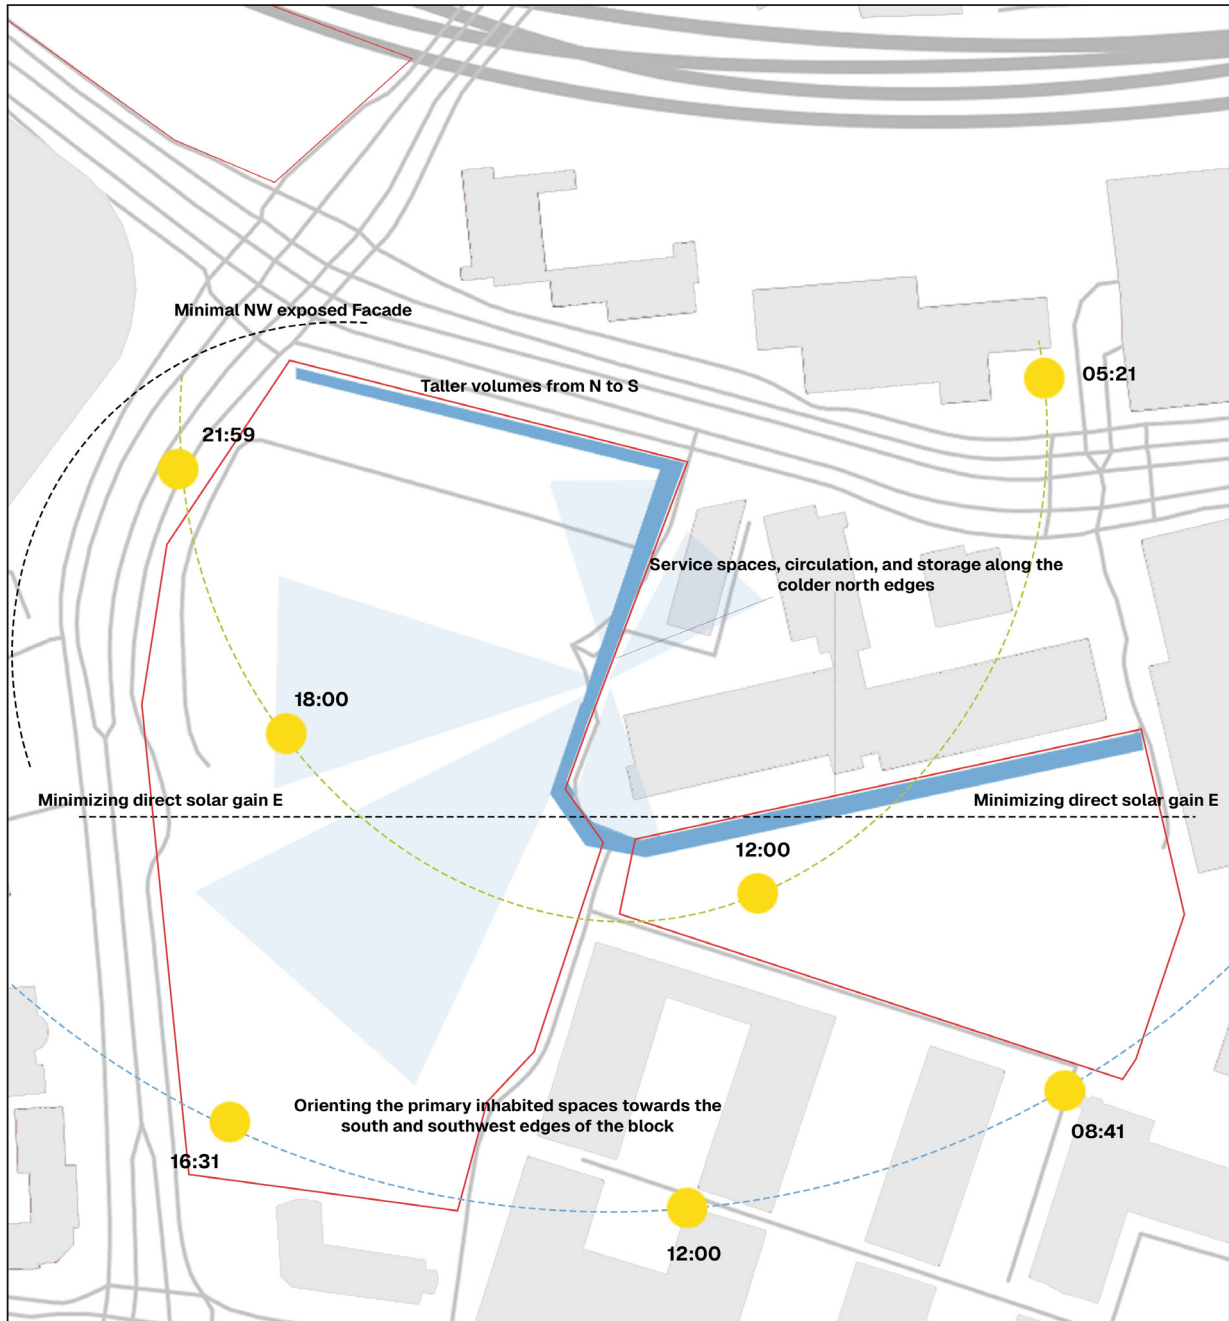 Minimal NW exposed Facade
Taller volumes from N to S
05:21
21:59
Service spaces, circulation, and storage along the
colder north edges
18:00
Minimizing direct solar gain E
Minimizing direct solar gain E
12:00
Orienting the primary inhabited spaces towards the
south and southwest edges of the block
08:41
16:31
12:00